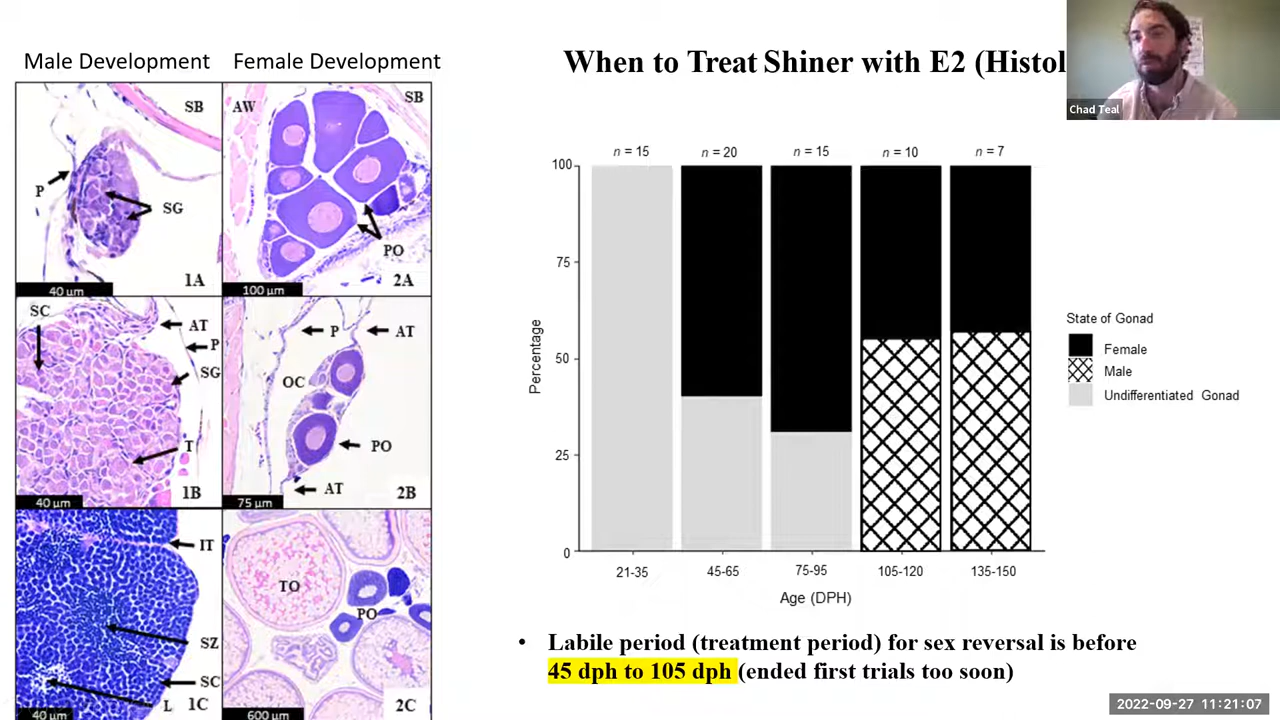 Male Development
Female Development
When to Treat Shiner with E2 (Histol
Chad Teal
SB
P
SG
1A
40 µm
AW
SB
PO
2A
100 µm
SC
AT
P
SG
T
1B
40 µm
P
AT
OC
PO
AT
2B
75 µm
IT
SZ
SC
L
1C
40 µm
TO
PO
2C
600 µm
n = 15
n = 20
n = 15
n = 10
n = 7
100
75
50
25
0
Percentage
21-35
45-65
75-95
105-120
135-150
Age (DPH)
State of Gonad
Female
Male
Undifferentiated Gonad
• Labile period (treatment period) for sex reversal is before
45 dph to 105 dph (ended first trials too soon)
2022-09-27 11:21:07